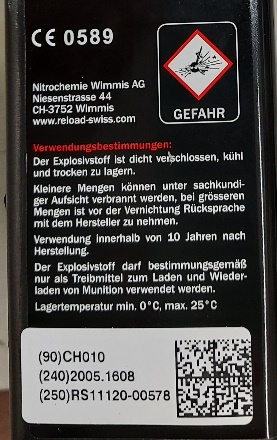 CE 0589
GEFAHR
Nitrochemie Wimmis AG
Niesenstrasse 44
CH-3752 Wimmis
www.reload-swiss.com
Verwendungsbestimmungen:
Der Explosivstoff ist dicht verschlossen, kühl
und trocken zu lagern.
Kleinere Mengen können unter sachkundi-
ger Aufsicht verbrannt werden, bei grösseren
Mengen ist vor der Vernichtung Rücksprache
mit dem Hersteller zu nehmen.
Verwendung innerhalb von 10 Jahren nach
Herstellung.
Der Explosivstoff darf bestimmungsgemäß
nur als Treibmittel zum Laden und Wieder-
laden von Munition verwendet werden.
Lagertemperatur min. 0°C, max. 25°C
(90)CH010
(240)2005.1608
(250)RS11120-00578